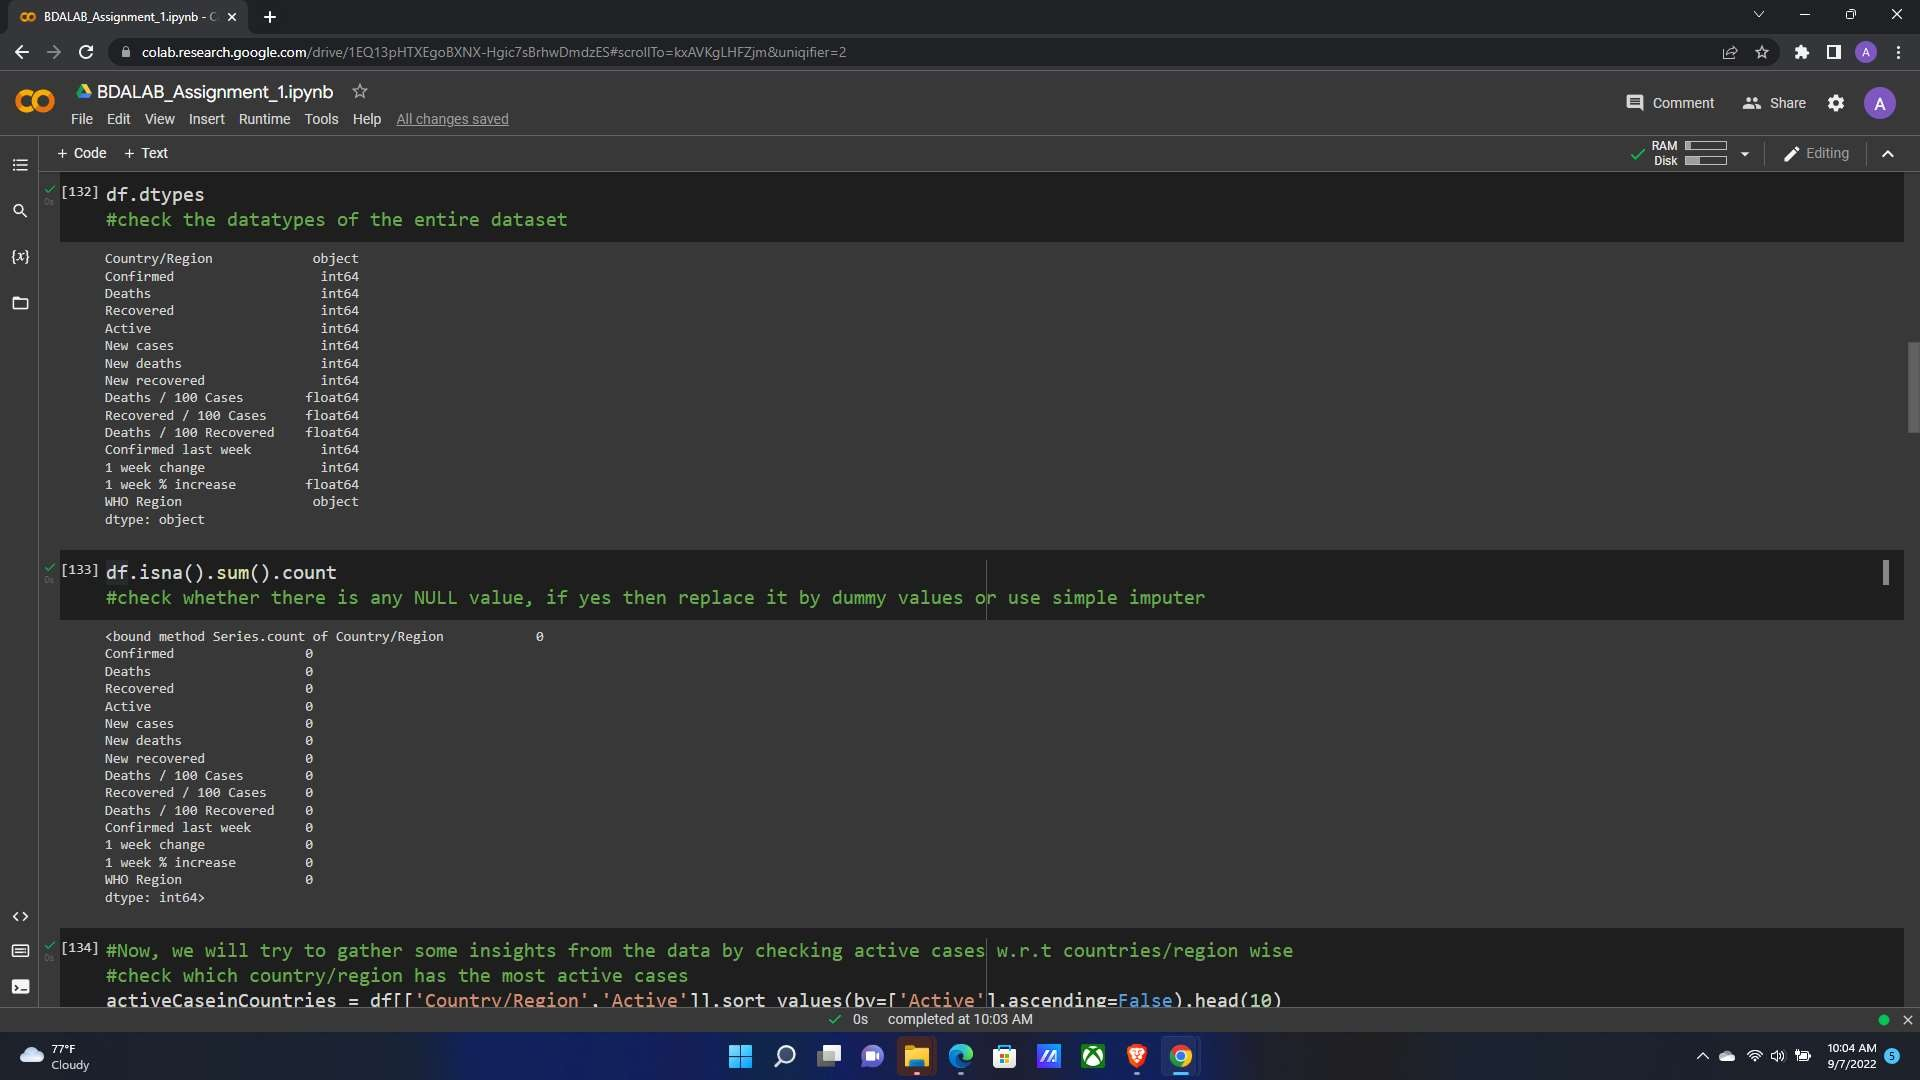 BDALAB_Assignment_1.ipynb - C
colab.research.google.com/drive/1EQ13pHTXEgoBXNX-Hgic7sBrhwDmdzES#scrollTo=kxAVKgLHFZjm&uniqifier=2
A
BDALAB_Assignment_1.ipynb
Comment
Share
A
File Edit View Insert Runtime Tools Help All changes saved
+ Code + Text
RAM
Disk
Editing
[132] df.dtypes
0s
#check the datatypes of the entire dataset
{x}
Country/Region object
Confirmed int64
Deaths int64
Recovered int64
Active int64
New cases int64
New deaths int64
New recovered int64
Deaths / 100 Cases float64
Recovered / 100 Cases float64
Deaths / 100 Recovered float64
Confirmed last week int64
1 week change int64
1 week % increase float64
WHO Region object
dtype: object
[133] df.isna().sum().count
0s
#check whether there is any NULL value, if yes then replace it by dummy values or use simple imputer
<bound method Series.count of Country/Region 0
Confirmed 0
Deaths 0
Recovered 0
Active 0
New cases 0
New deaths 0
New recovered 0
Deaths / 100 Cases 0
Recovered / 100 Cases 0
Deaths / 100 Recovered 0
Confirmed last week 0
1 week change 0
1 week % increase 0
WHO Region 0
dtype: int64>
[134] #Now, we will try to gather some insights from the data by checking active cases w.r.t countries/region wise
0s
#check which country/region has the most active cases
activeCaseinCountries = df[['Country/Region','Active']].sort_values(by=['Active'],ascending=False).head(10)
0s completed at 10:03 AM
77°F
Cloudy
10:04 AM
9/7/2022
5